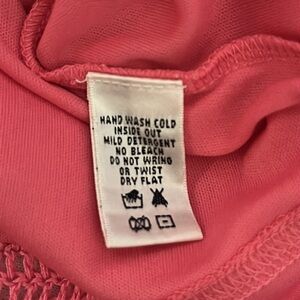 HAND WASH COLD
INSIDE OUT
MILD DETERGENT
NO BLEACH
DO NOT WRING
OR TWIST
DRY FLAT